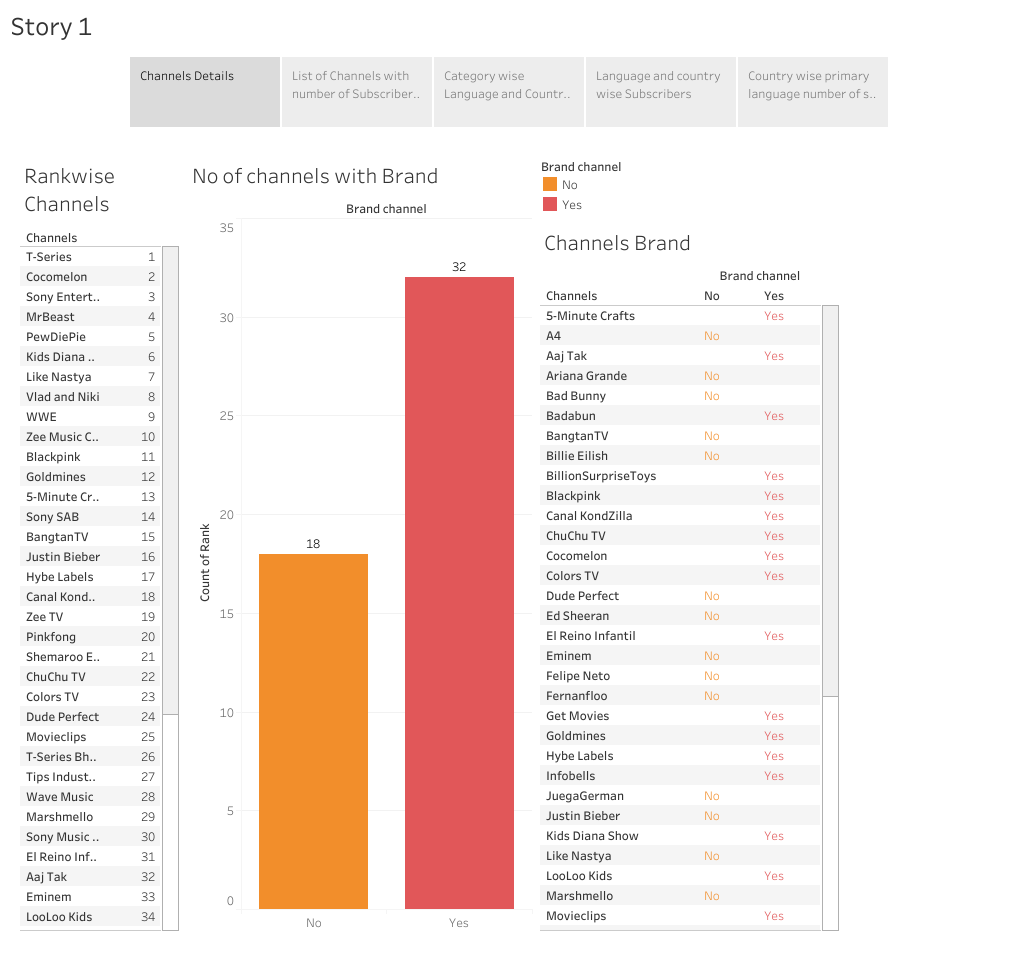 Story 1
Channels Details
List of Channels with
number of Subscriber..
Category wise
Language and Countr..
Language and country
wise Subscribers
Country wise primary
language number of s..
Rankwise
Channels
Channels
T-Series 1
Cocomelon 2
Sony Entert.. 3
MrBeast 4
PewDiePie 5
Kids Diana .. 6
Like Nastya 7
Vlad and Niki 8
WWE 9
Zee Music C.. 10
Blackpink 11
Goldmines 12
5-Minute Cr.. 13
Sony SAB 14
BangtanTV 15
Justin Bieber 16
Hybe Labels 17
Canal Kond.. 18
Zee TV 19
Pinkfong 20
Shemaroo E.. 21
ChuChu TV 22
Colors TV 23
Dude Perfect 24
Movieclips 25
T-Series Bh.. 26
Tips Indust.. 27
Wave Music 28
Marshmello 29
Sony Music .. 30
El Reino Inf.. 31
Aaj Tak 32
Eminem 33
LooLoo Kids 34
No of channels with Brand
Brand channel
Count of Rank
35
30
25
20
15
10
5
0
18
32
No
Yes
Brand channel
No
Yes
Channels Brand
Brand channel
Channels No Yes
5-Minute Crafts Yes
A4 No
Aaj Tak Yes
Ariana Grande No
Bad Bunny No
Badabun Yes
BangtanTV No
Billie Eilish No
BillionSurpriseToys Yes
Blackpink Yes
Canal KondZilla Yes
ChuChu TV Yes
Cocomelon Yes
Colors TV Yes
Dude Perfect No
Ed Sheeran No
El Reino Infantil Yes
Eminem No
Felipe Neto No
Fernanfloo No
Get Movies Yes
Goldmines Yes
Hybe Labels Yes
Infobells Yes
JuegaGerman No
Justin Bieber No
Kids Diana Show Yes
Like Nastya No
LooLoo Kids Yes
Marshmello No
Movieclips Yes